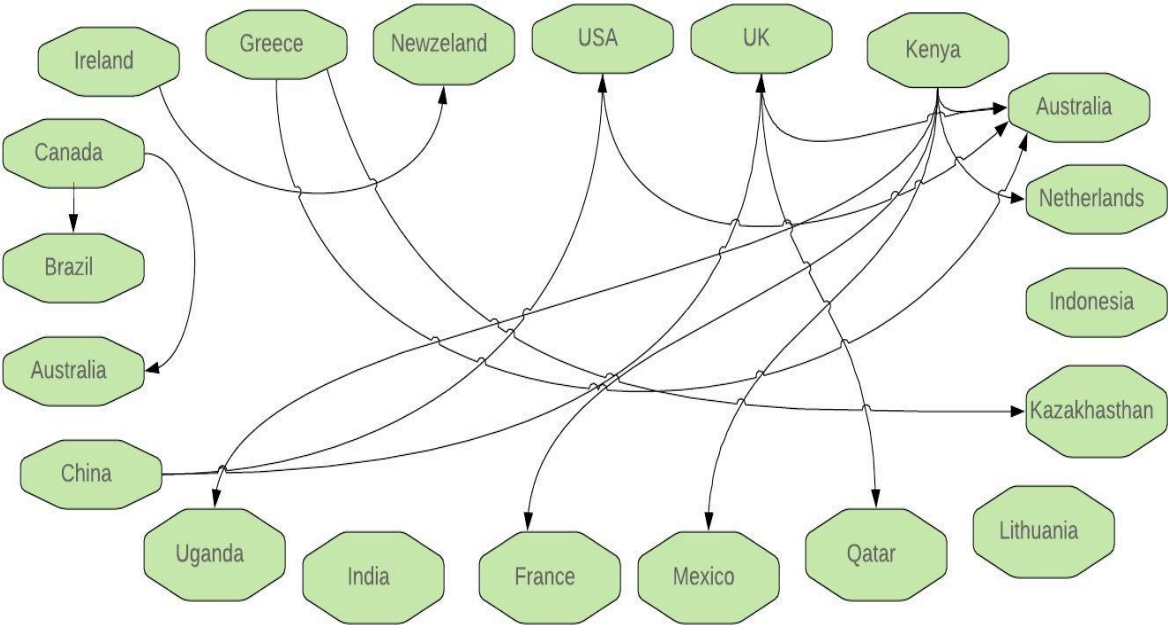 Ireland
Greece
Newzeland
USA
UK
Kenya
Australia
Canada
Netherlands
Brazil
Indonesia
Australia
Kazakhasthan
China
Uganda
India
France
Mexico
Qatar
Lithuania